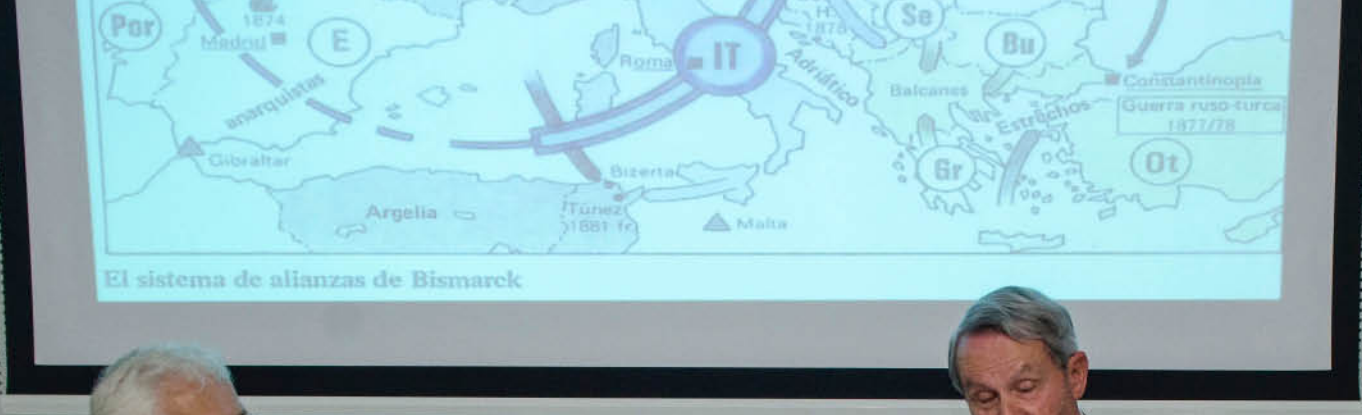 Por
1874
Madrid
E
anarquistas
Gibraltar
Argelia
Túnez
1881 fr
Bizerta
Malta
Roma
IT
Adriático
H.
1878
Se
Bu
Balcanes
Estrechos
Gr
Constantinopla
Guerra ruso-turca
1877/78
Ot
El sistema de alianzas de Bismarck